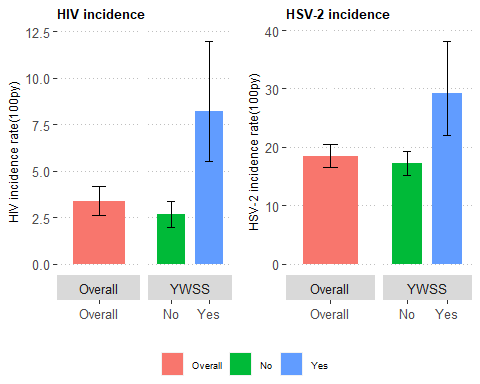 HIV incidence
HIV incidence rate(100py)
12.5
10.0
7.5
5.0
2.5
0.0
Overall
YWSS
Overall
No
Yes
HSV-2 incidence
HSV-2 incidence rate(100py)
40
30
20
10
0
Overall
YWSS
Overall
No
Yes
Overall
No
Yes